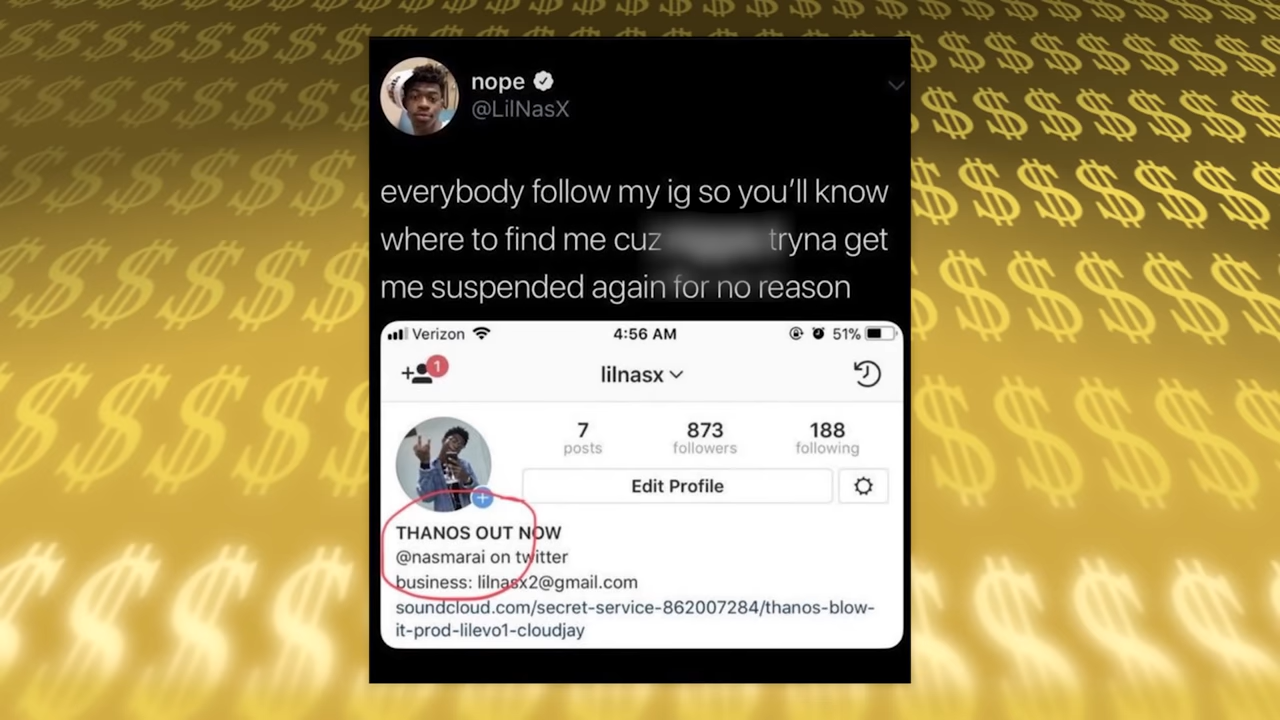 nope
@LilNasX
everybody follow my ig so you'll know
where to find me cuz tryna get
me suspended again for no reason
Verizon 4:56 AM 51%
1
lilnasx
7 873 188
posts followers following
Edit Profile
THANOS OUT NOW
@nasmarai on twitter
business: lilnasx2@gmail.com
soundcloud.com/secret-service-862007284/thanos-blow-
it-prod-lilevo1-cloudjay